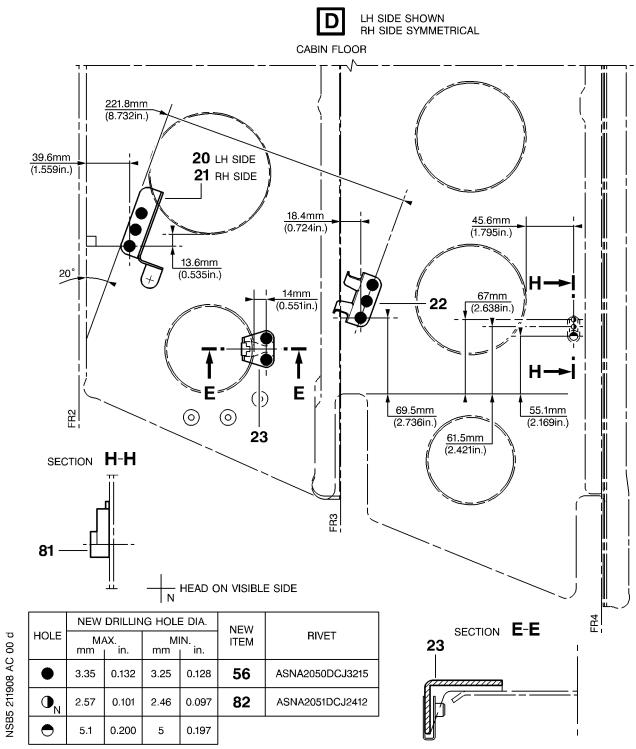 D
LH SIDE SHOWN
RH SIDE SYMMETRICAL
CABIN FLOOR
221.8mm
(8.732in.)
39.6mm
(1.559in.)
20 LH SIDE
21 RH SIDE
18.4mm
(0.724in.)
45.6mm
(1.795in.)
13.6mm
(0.535in.)
20°
14mm
(0.551in.)
22
67mm
(2.638in.)
H
H
E
E
23
69.5mm
(2.736in.)
61.5mm
(2.421in.)
55.1mm
(2.169in.)
FR2
FR3
FR4
SECTION H-H
81
N
HEAD ON VISIBLE SIDE
SECTION E-E
23
HOLE
NEW DRILLING HOLE DIA.
NEW ITEM
RIVET
MAX.
MIN.
mm in. mm in.
3.35 0.132 3.25 0.128 56 ASNA2050DCJ3215
N 2.57 0.101 2.46 0.097 82 ASNA2051DCJ2412
5.1 0.200 5 0.197
NSB5 211908 AC 00 d